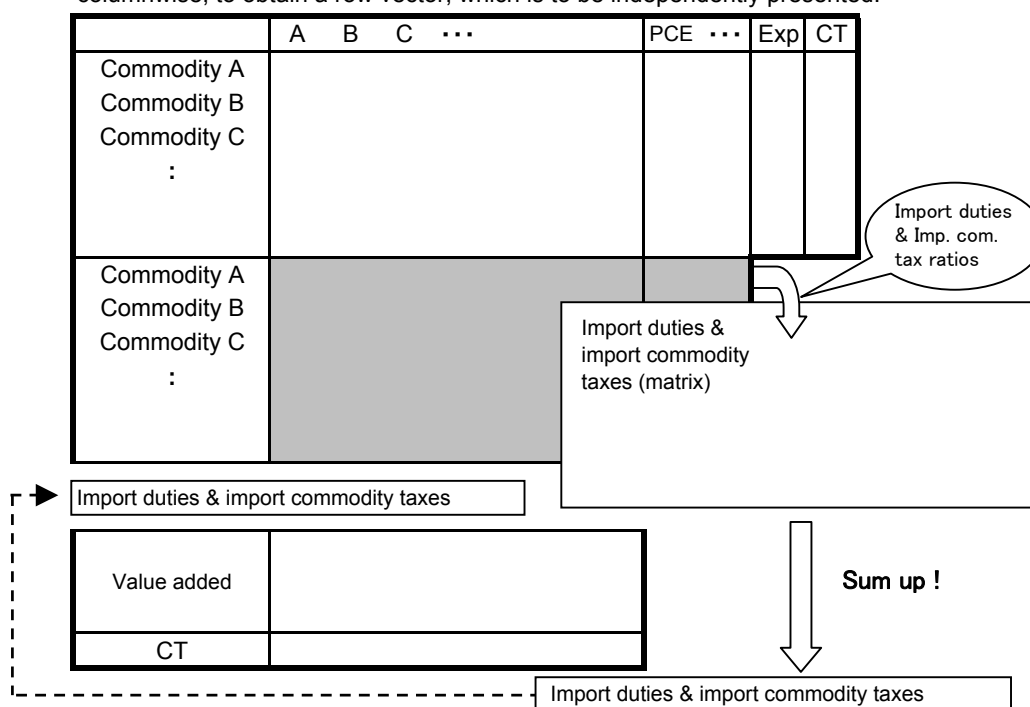 columnwise, to obtain a row vector, which is to be independently presented.
A B C ··· PCE ··· Exp CT
Commodity A
Commodity B
Commodity C
:
Import duties
& Imp. com.
tax ratios
Commodity A
Commodity B
Commodity C
:
Import duties &
import commodity
taxes (matrix)
Import duties & import commodity taxes
Value added
Sum up !
CT
Import duties & import commodity taxes